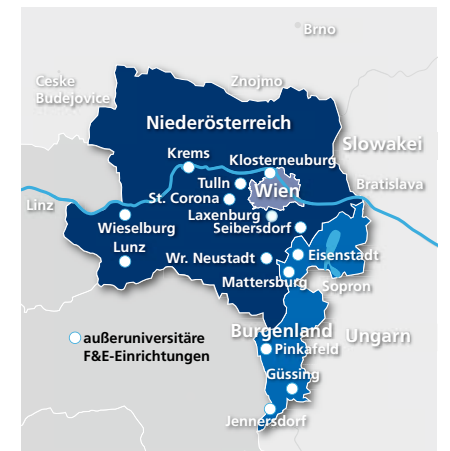 Brno
Ceske
Budejovice
Znojmo
Niederösterreich
Slowakei
Krems
Klosterneuburg
Tulln
Wien
Bratislava
St. Corona
Linz
Laxenburg
Wieselburg
Seibersdorf
Lunz
Wr. Neustadt
Eisenstadt
Mattersburg
Sopron
Burgenland
Ungarn
außeruniversitäre
F&E-Einrichtungen
Pinkafeld
Güssing
Jennersdorf